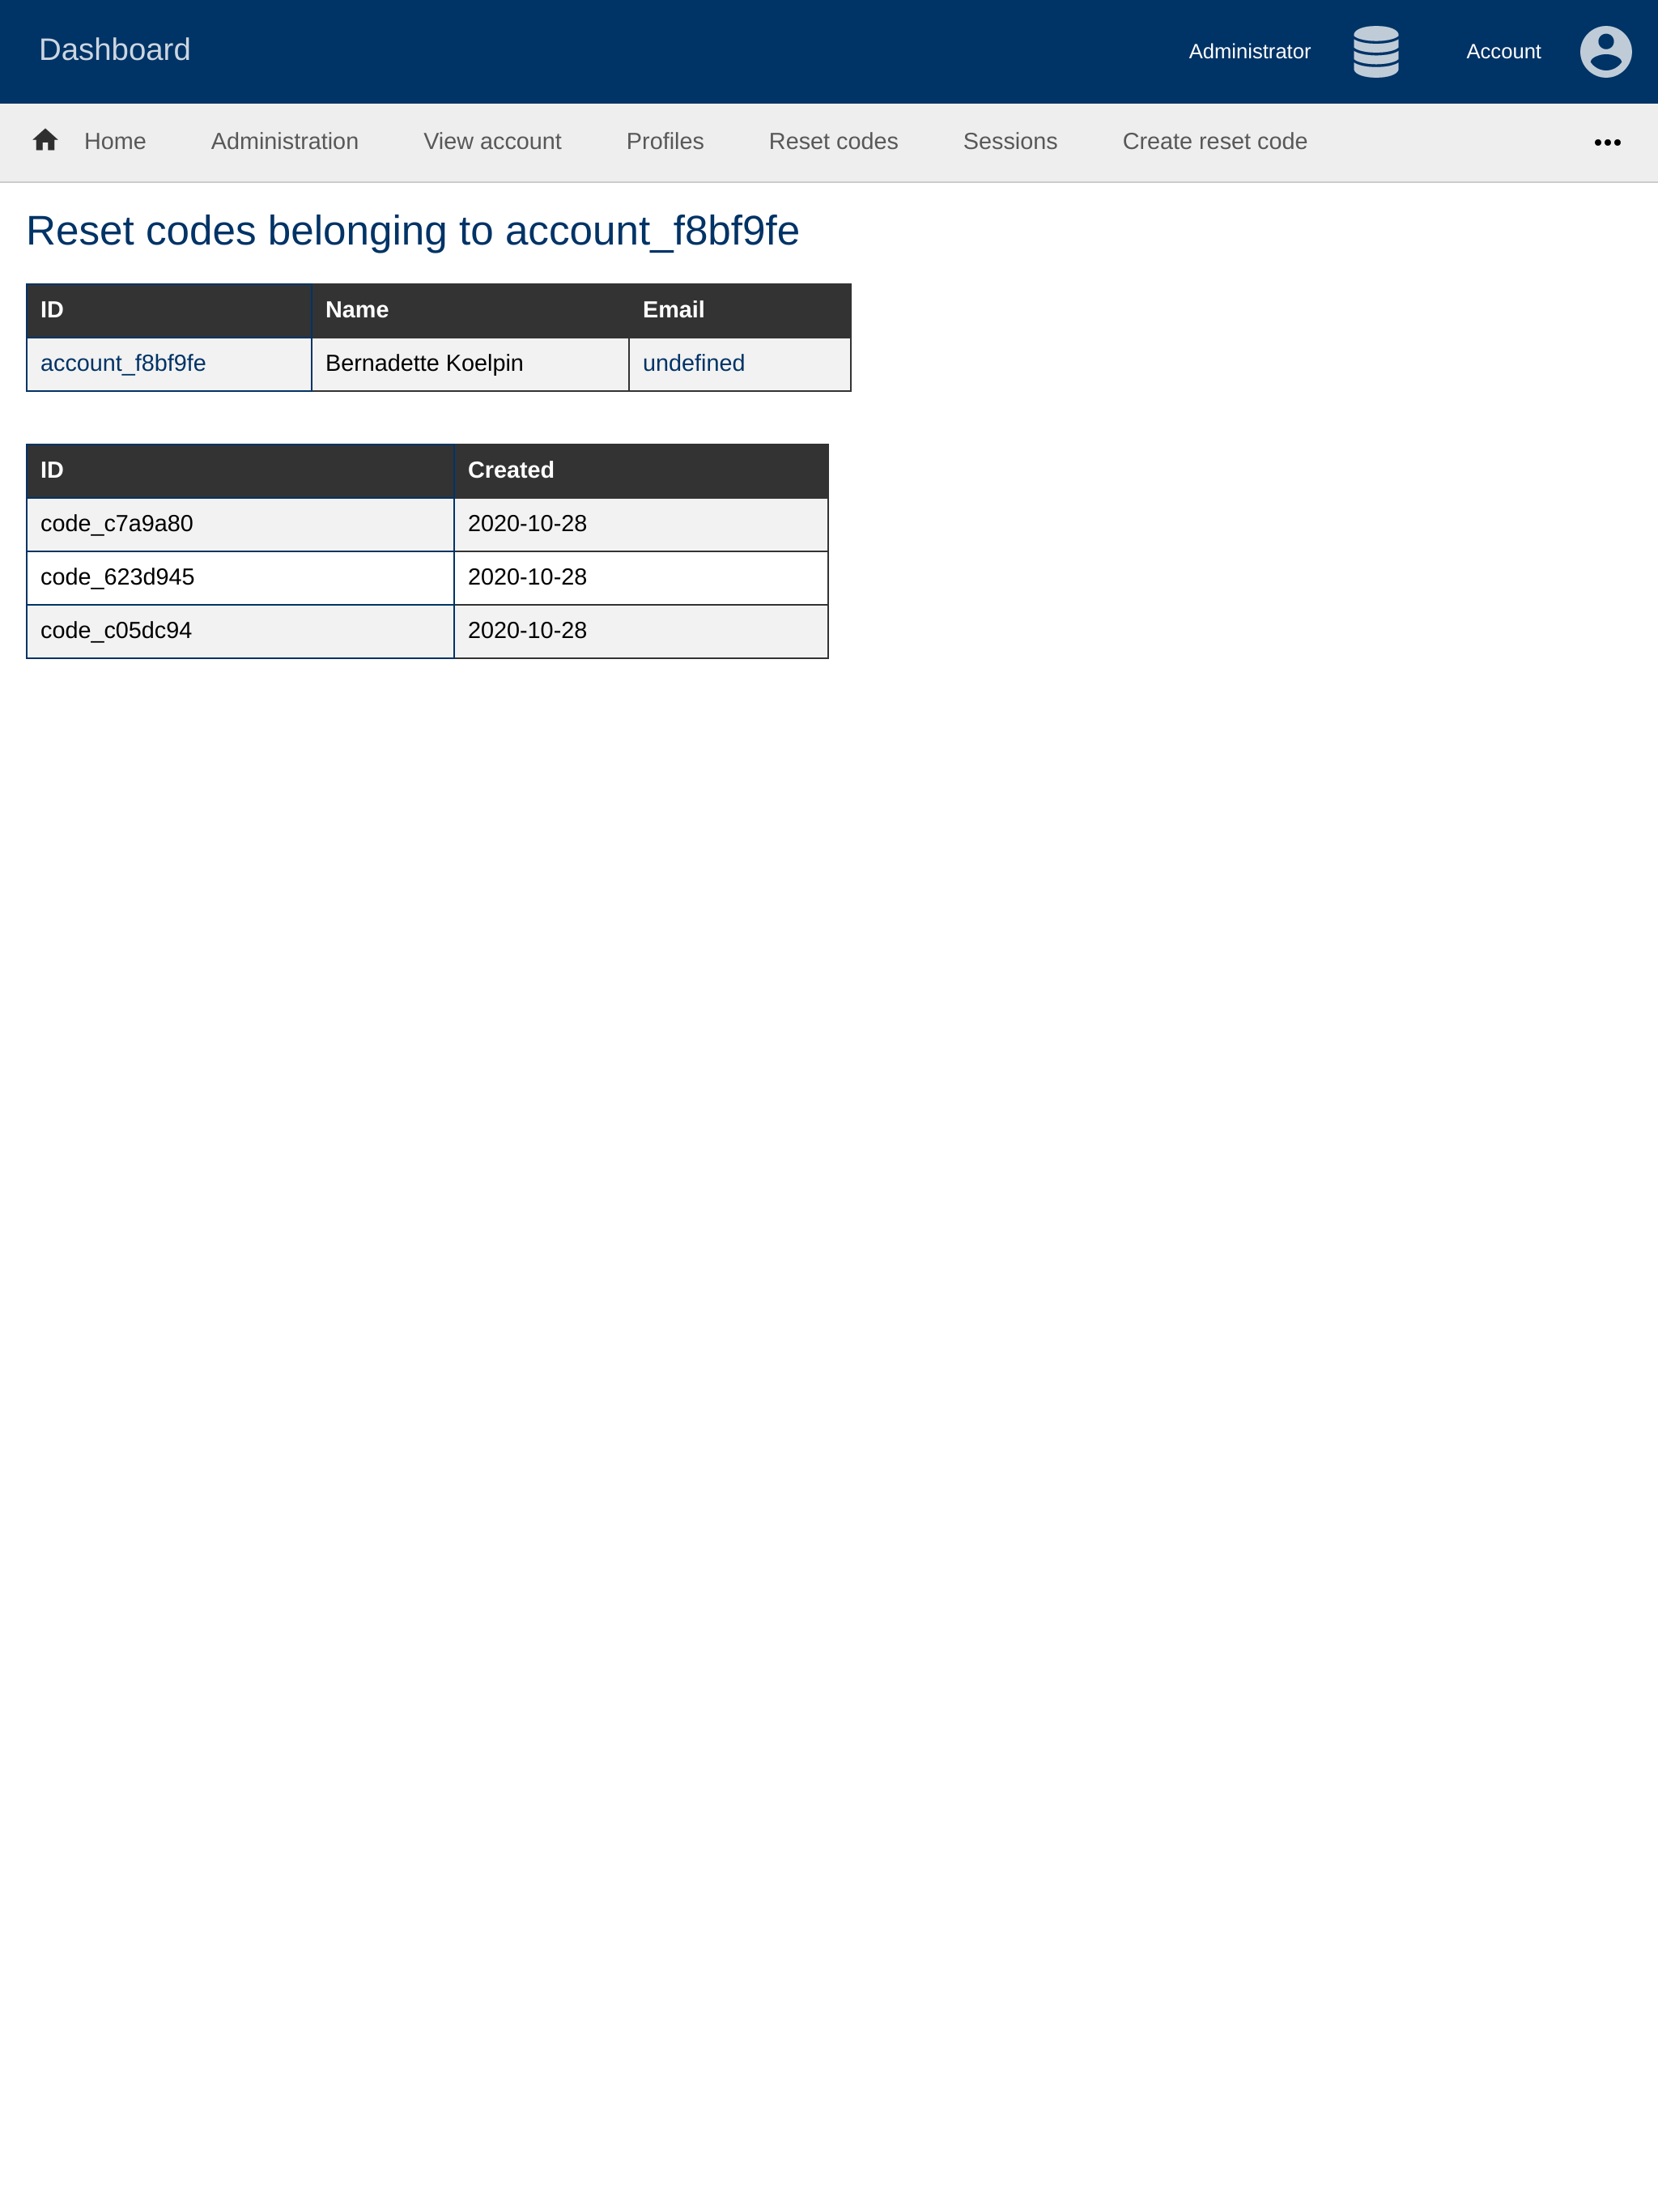 Dashboard
Administrator
Account
Home Administration View account Profiles Reset codes Sessions Create reset code
Reset codes belonging to account_f8bf9fe
ID Name Email
account_f8bf9fe Bernadette Koelpin undefined
ID Created
code_c7a9a80 2020-10-28
code_623d945 2020-10-28
code_c05dc94 2020-10-28